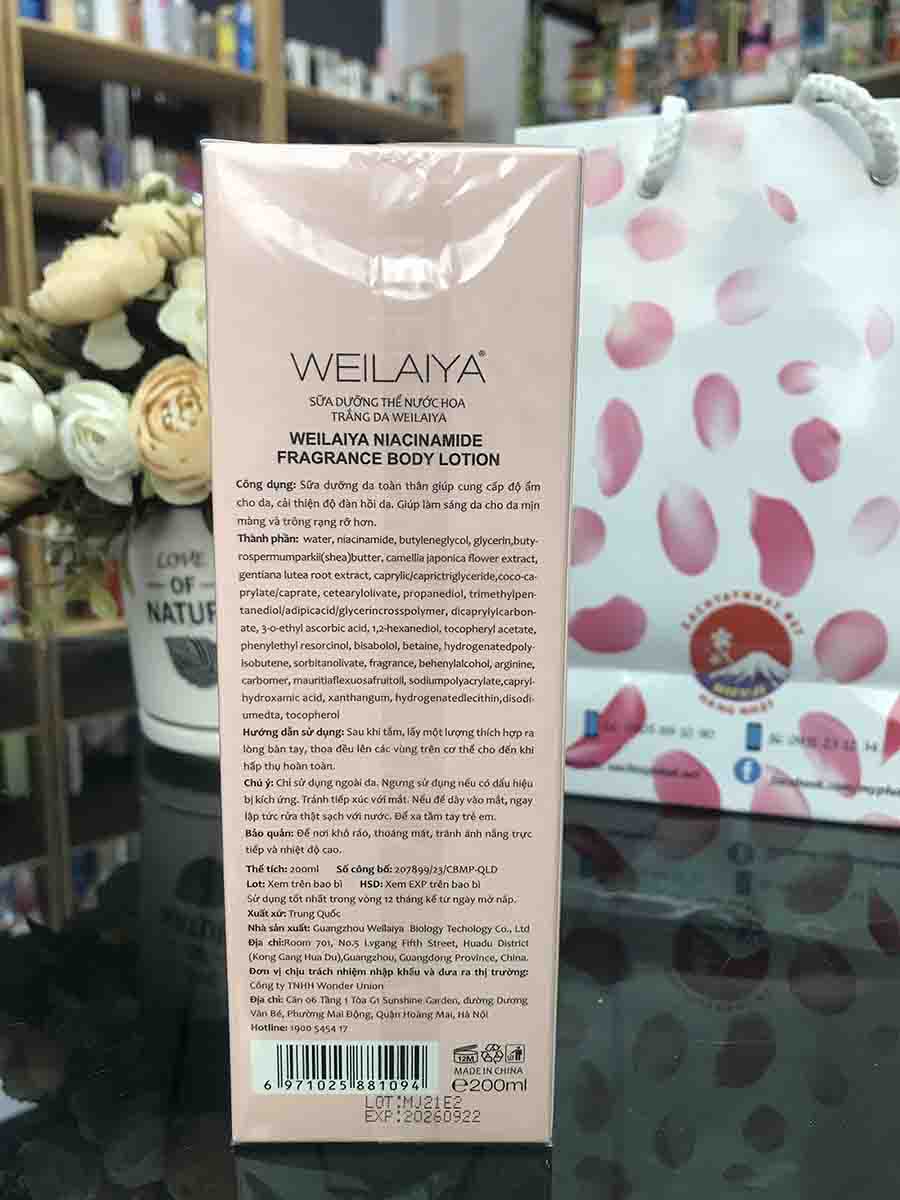 WEILAIYA®
SỮA DƯỠNG THỂ NƯỚC HOA
TRẮNG DA WEILAIYA
WEILAIYA NIACINAMIDE
FRAGRANCE BODY LOTION
Công dụng: Sữa dưỡng da toàn thân giúp cung cấp độ ẩm
cho da, cải thiện độ đàn hồi da. Giúp làm sáng da cho da mịn
màng và trông rạng rỡ hơn.
Thành phần: water, niacinamide, butyleneglycol, glycerin,buty-
rospermumparkii(shea)butter, camellia japonica flower extract,
gentiana lutea root extract, caprylic/caprictriglyceride,coco-ca-
prylate/caprate, cetearylolivate, propanediol, trimethylpen-
tanediol/adipicacid/glycerincrosspolymer, dicaprylylcarbon-
ate, 3-o-ethyl ascorbic acid, 1,2-hexanediol, tocopheryl acetate,
phenylethyl resorcinol, bisabolol, betaine, hydrogenatedpoly-
isobutene, sorbitanolivate, fragrance, behenylalcohol, arginine,
carbomer, mauritiaflexuosafruitoil, sodiumpolyacrylate,capryl-
hydroxamic acid, xanthangum, hydrogenatedlecithin,disodi-
umedta, tocopherol
Hướng dẫn sử dụng: Sau khi tắm, lấy một lượng thích hợp ra
lòng bàn tay, thoa đều lên các vùng trên cơ thể cho đến khi
hấp thụ hoàn toàn.
Chú ý: Chỉ sử dụng ngoài da. Ngưng sử dụng nếu có dấu hiệu
bị kích ứng. Tránh tiếp xúc với mắt. Nếu để dây vào mắt, ngay
lập tức rửa thật sạch với nước. Để xa tầm tay trẻ em.
Bảo quản: Để nơi khô ráo, thoáng mát, tránh ánh nắng trực
tiếp và nhiệt độ cao.
Thể tích: 200ml Số công bố: 207899/23/CBMP-QLD
Lot: Xem trên bao bì HSD: Xem EXP trên bao bì
Sử dụng tốt nhất trong vòng 12 tháng kể từ ngày mở nắp.
Xuất xứ: Trung Quốc
Nhà sản xuất: Guangzhou Weilaiya Biology Techology Co., Ltd
Địa chỉ:Room 701, No.5 Lvgang Fifth Street, Huadu District
(Kong Gang Hua Du),Guangzhou, Guangdong Province, China.
Đơn vị chịu trách nhiệm nhập khẩu và đưa ra thị trường:
Công ty TNHH Wonder Union
Địa chỉ: Căn 06 Tầng 1 Tòa G1 Sunshine Garden, đường Dương
Văn Bé, Phường Mai Động, Quận Hoàng Mai, Hà Nội
Hotline: 1900 5454 17
12M
MADE IN CHINA
6 971025 881094
℮200ml
LOT:MJ21E2
EXP:20260922
LOVE
OF
NATUR